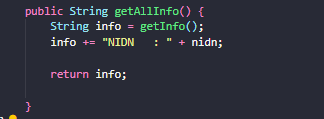 public String getAllInfo() {
String info = getInfo();
info += "NIDN   : " + nidn;
return info;
}